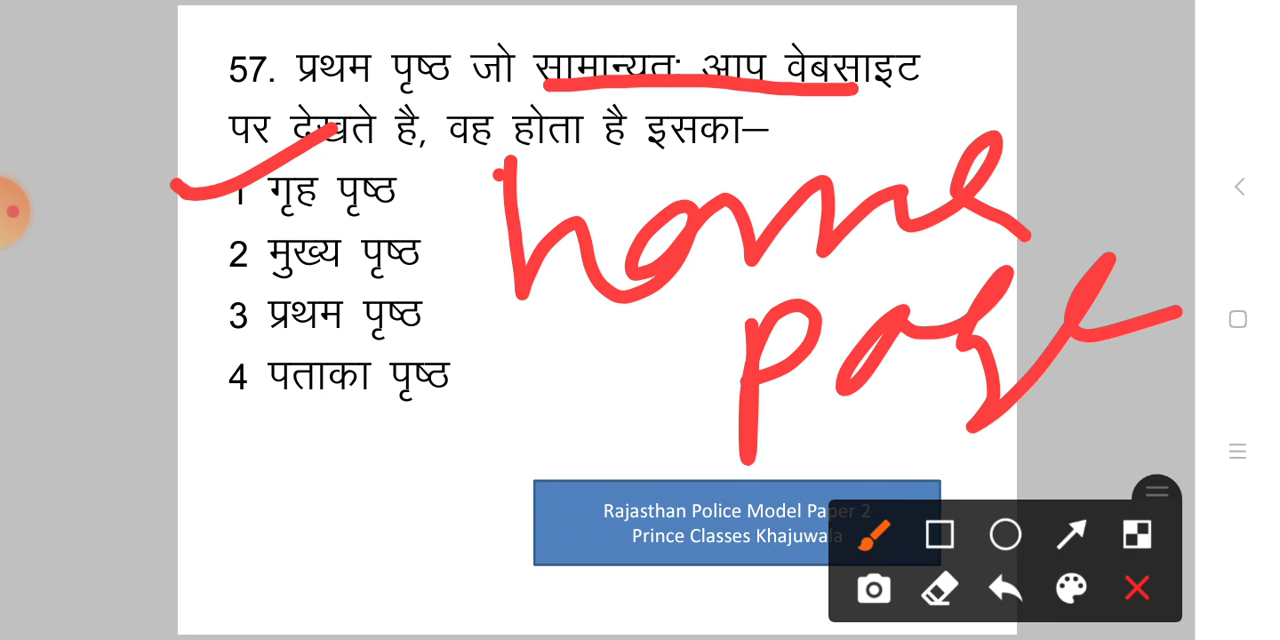 57. प्रथम पृष्ठ जो सामान्यतः आप वेबसाइट
पर देखते है, वह होता है इसका–
1 गृह पृष्ठ
2 मुख्य पृष्ठ
3 प्रथम पृष्ठ
4 पताका पृष्ठ
home
page
Rajasthan Police Model Paper 2
Prince Classes Khajuwala